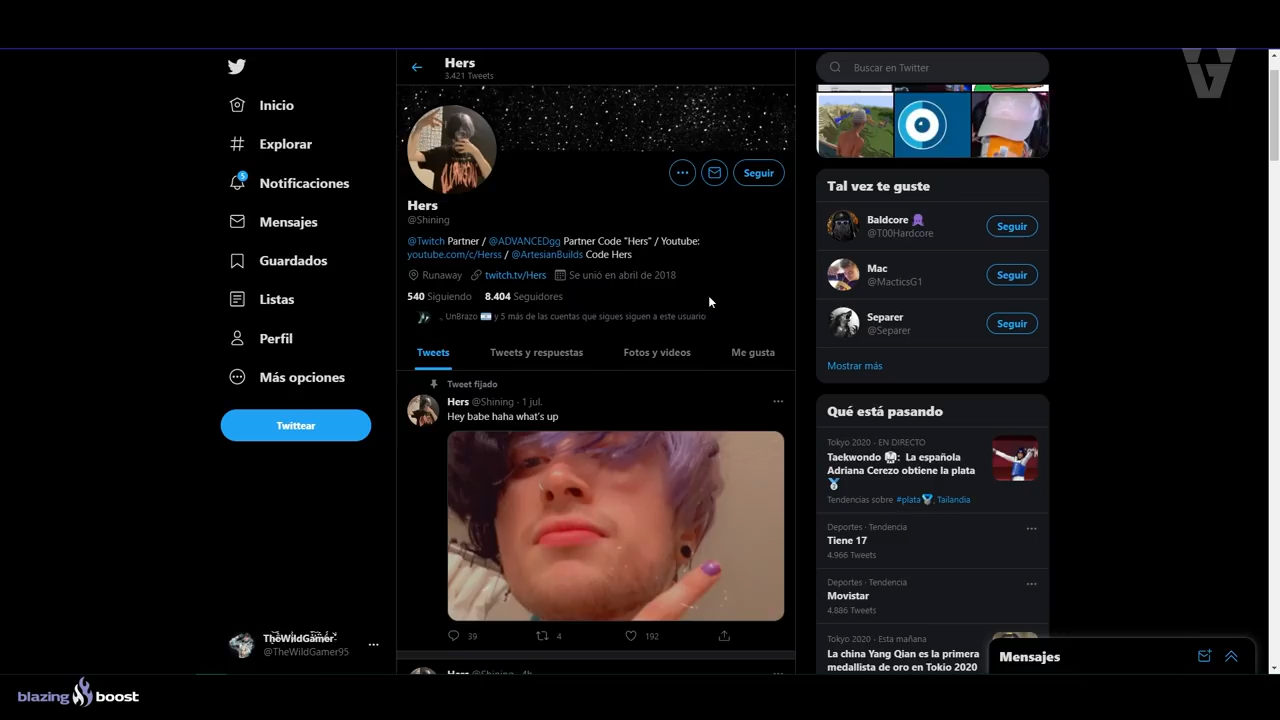 Hers
3.421 Tweets
Inicio
Explorar
5
Notificaciones
Mensajes
Guardados
Listas
Perfil
Más opciones
Twittear
TheWildGamer
@TheWildGamer95
Seguir
Hers
@Shining
@Twitch Partner / @ADVANCEDgg Partner Code "Hers" / Youtube:
youtube.com/c/Herss / @ArtesianBuilds Code Hers
Runaway twitch.tv/Hers Se unió en abril de 2018
540 Siguiendo 8.404 Seguidores
., UnBrazo 🇦🇷 y 5 más de las cuentas que sigues siguen a este usuario
Tweets Tweets y respuestas Fotos y videos Me gusta
Tweet fijado
Hers @Shining · 1 jul.
Hey babe haha what's up
39 4 192
Hers @Shining · 4h
Buscar en Twitter
Tal vez te guste
Baldcore
@T00Hardcore
Seguir
Mac
@MacticsG1
Seguir
Separer
@Separer
Seguir
Mostrar más
Qué está pasando
Tokyo 2020 · EN DIRECTO
Taekwondo 🥋: La española
Adriana Cerezo obtiene la plata
🥈
Tendencias sobre #plata🥈, Tailandia
Deportes · Tendencia
Tiene 17
4.966 Tweets
Deportes · Tendencia
Movistar
4.886 Tweets
Tokyo 2020 · Esta mañana
La china Yang Qian es la primera
medallista de oro en Tokio 2020
Mensajes
blazing boost